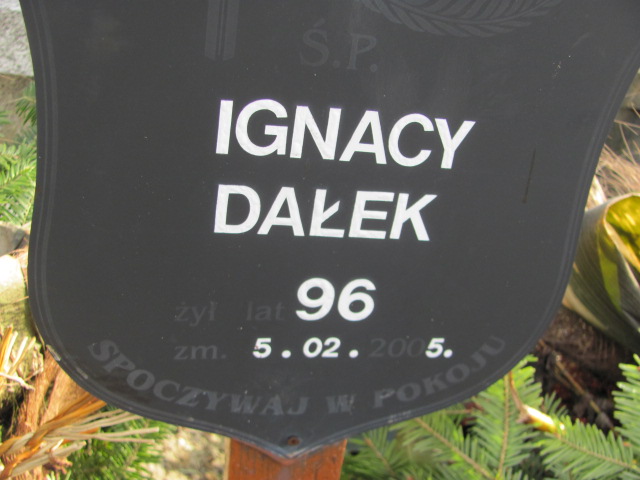 Ś.P.
IGNACY
DAŁEK
żył lat 96
zm. 5.02.2005.
SPOCZYWAJ W POKOJU